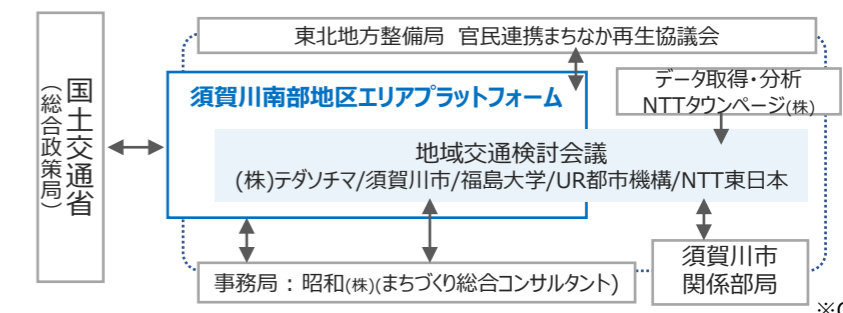 国土交通省
（総合政策局）
東北地方整備局 官民連携まちなか再生協議会
須賀川南部地区エリアプラットフォーム
データ取得・分析
NTTタウンページ(株)
地域交通検討会議
(株)テダソチマ/須賀川市/福島大学/UR都市機構/NTT東日本
事務局：昭和(株)(まちづくり総合コンサルタント)
須賀川市
関係部局